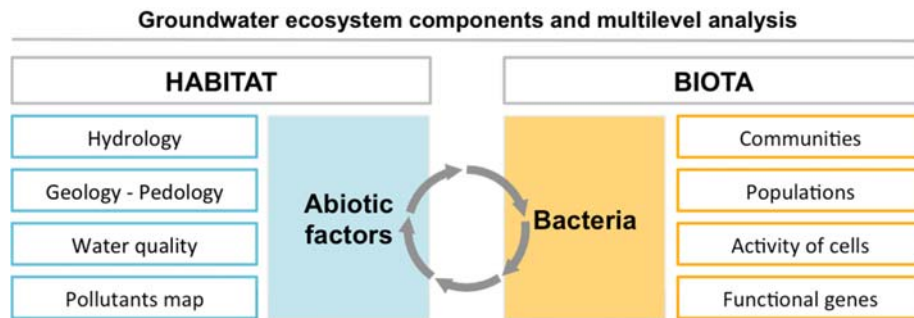 Groundwater ecosystem components and multilevel analysis
HABITAT
Hydrology
Geology - Pedology
Water quality
Pollutants map
Abiotic
factors
BIOTA
Bacteria
Communities
Populations
Activity of cells
Functional genes